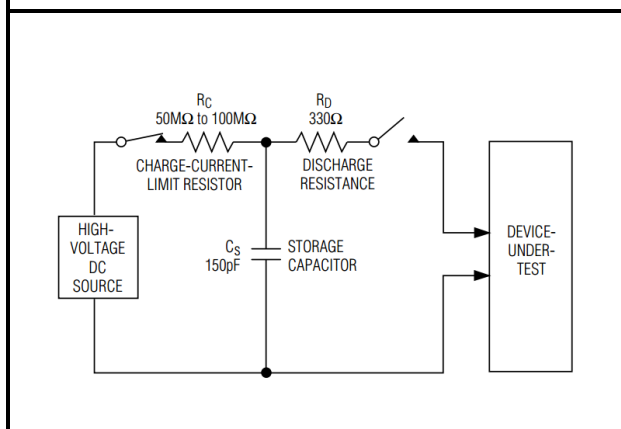 RC
50MΩ to 100MΩ
CHARGE-CURRENT-
LIMIT RESISTOR
RD
330Ω
DISCHARGE
RESISTANCE
HIGH-
VOLTAGE
DC
SOURCE
CS
150pF
STORAGE
CAPACITOR
DEVICE-
UNDER-
TEST